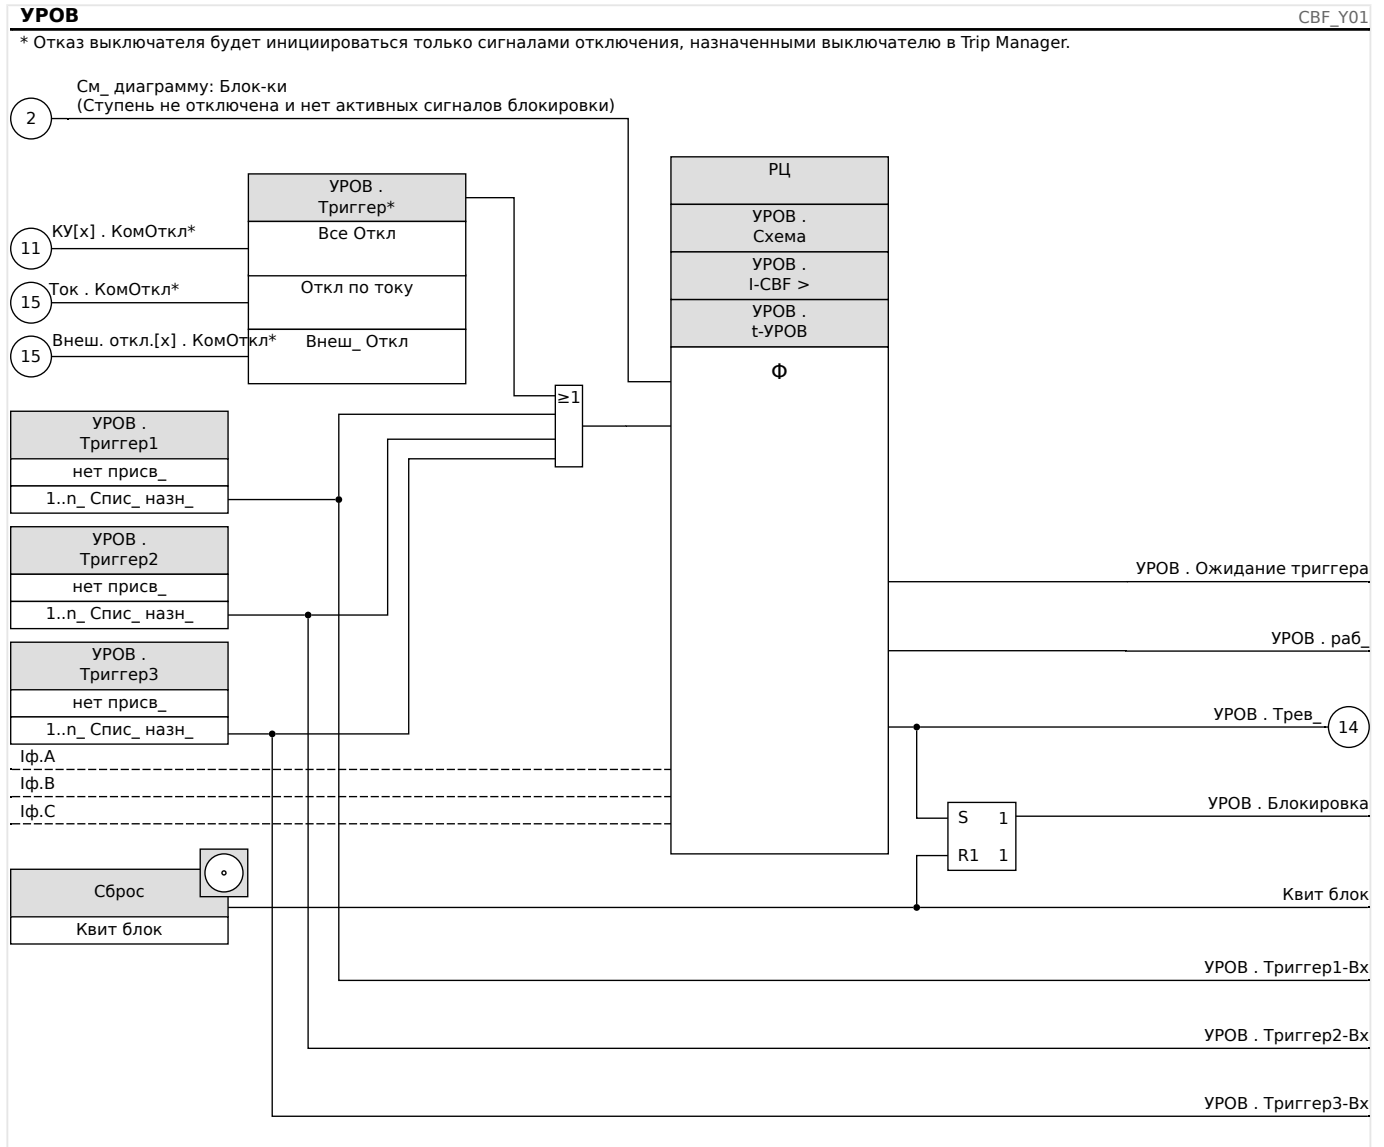 УРОВ
CBF_Y01
* Отказ выключателя будет инициироваться только сигналами отключения, назначенными выключателю в Trip Manager.
См_ диаграмму: Блок-ки
(Ступень не отключена и нет активных сигналов блокировки)
2
РЦ
УРОВ .
Схема
УРОВ .
I-CBF >
УРОВ .
t-УРОВ
Φ
УРОВ .
Триггер*
Все Откл
Откл по току
Внеш_ Откл
КУ[x] . КомОткл*
11
Ток . КомОткл*
15
Внеш. откл.[x] . КомОткл*
15
≥1
УРОВ .
Триггер1
нет присв_
1..n_ Спис_ назн_
УРОВ .
Триггер2
нет присв_
1..n_ Спис_ назн_
УРОВ .
Триггер3
нет присв_
1..n_ Спис_ назн_
Iф.A
Iф.B
Iф.C
УРОВ . Ожидание триггера
УРОВ . раб_
УРОВ . Трев_
14
S 1
R1 1
УРОВ . Блокировка
Сброс
Квит блок
Квит блок
УРОВ . Триггер1-Вх
УРОВ . Триггер2-Вх
УРОВ . Триггер3-Вх